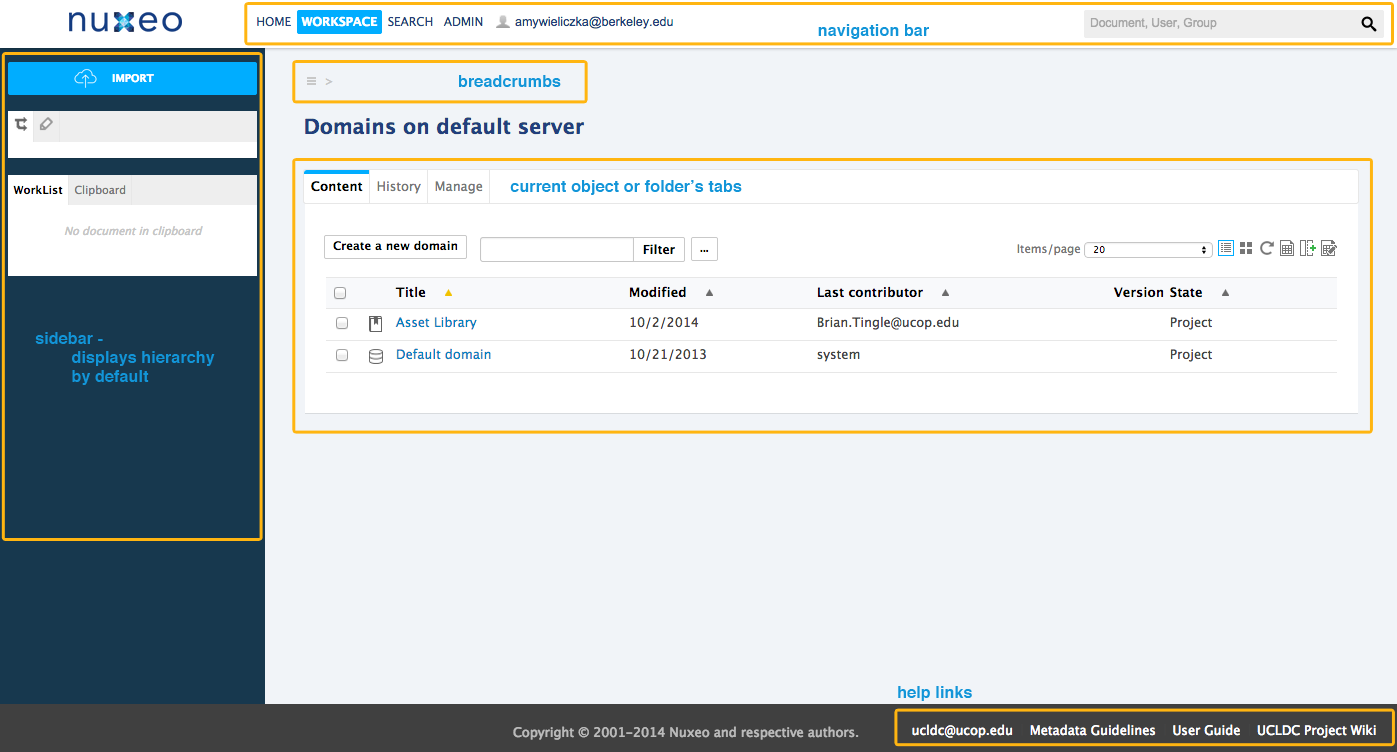 nuxeo
HOME WORKSPACE SEARCH ADMIN amywieliczka@berkeley.edu
navigation bar
Document, User, Group
IMPORT
WorkList Clipboard
No document in clipboard
sidebar -
displays hierarchy
by default
>
breadcrumbs
Domains on default server
Content History Manage
current object or folder's tabs
Create a new domain Filter ... Items/page 20
Title Modified Last contributor Version State
Asset Library 10/2/2014 Brian.Tingle@ucop.edu Project
Default domain 10/21/2013 system Project
help links
Copyright © 2001-2014 Nuxeo and respective authors. ucldc@ucop.edu Metadata Guidelines User Guide UCLDC Project Wiki